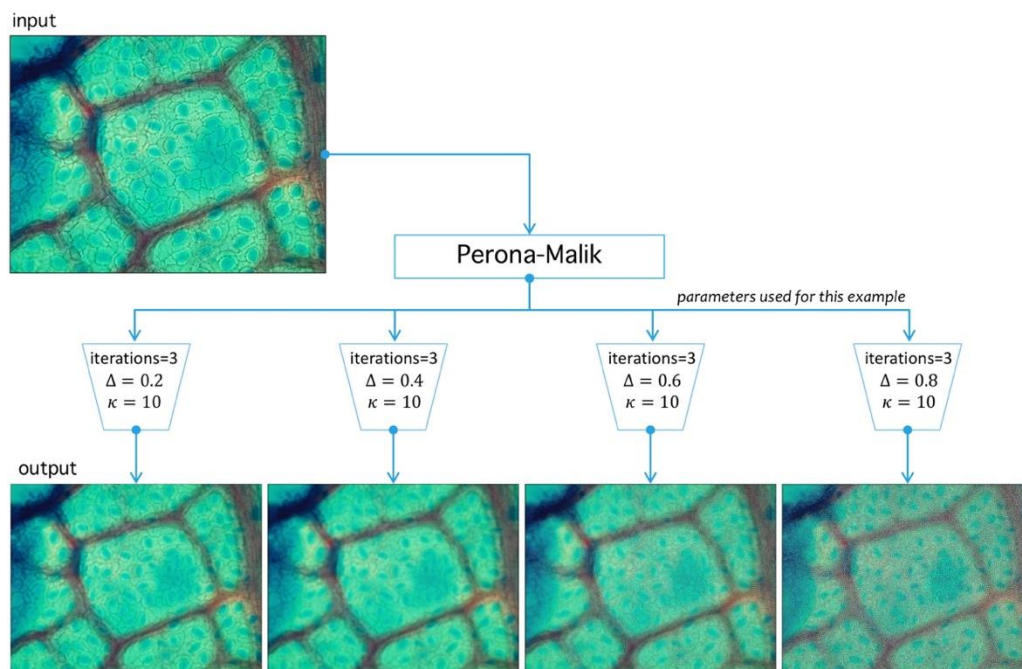 input
Perona-Malik
parameters used for this example
iterations=3
Δ = 0.2
κ = 10
iterations=3
Δ = 0.4
κ = 10
iterations=3
Δ = 0.6
κ = 10
iterations=3
Δ = 0.8
κ = 10
output